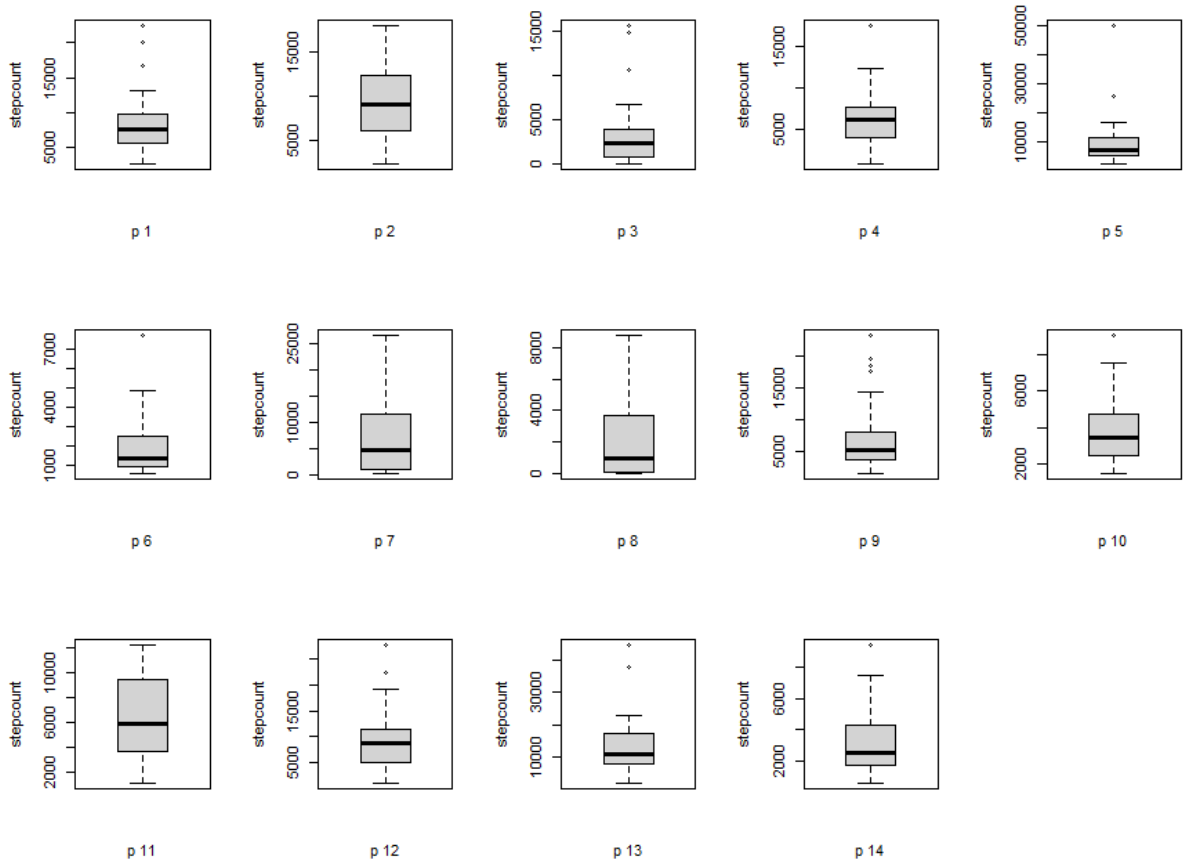 stepcount 5000 15000
p 1
stepcount 5000 15000
p 2
stepcount 0 5000 15000
p 3
stepcount 5000 15000
p 4
stepcount 10000 30000 50000
p 5
stepcount 1000 4000 7000
p 6
stepcount 0 10000 25000
p 7
stepcount 0 4000 8000
p 8
stepcount 5000 15000
p 9
stepcount 2000 6000
p 10
stepcount 2000 6000 10000
p 11
stepcount 5000 15000
p 12
stepcount 10000 30000
p 13
stepcount 2000 6000
p 14